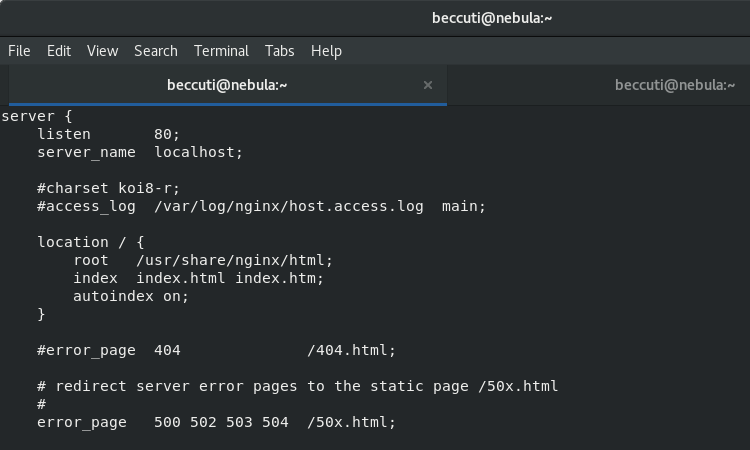 beccuti@nebula:~
File Edit View Search Terminal Tabs Help
beccuti@nebula:~ × beccuti@nebula:~
server {
    listen       80;
    server_name  localhost;

    #charset koi8-r;
    #access_log  /var/log/nginx/host.access.log  main;

    location / {
        root   /usr/share/nginx/html;
        index  index.html index.htm;
        autoindex on;
    }

    #error_page  404              /404.html;

    # redirect server error pages to the static page /50x.html
    #
    error_page   500 502 503 504  /50x.html;